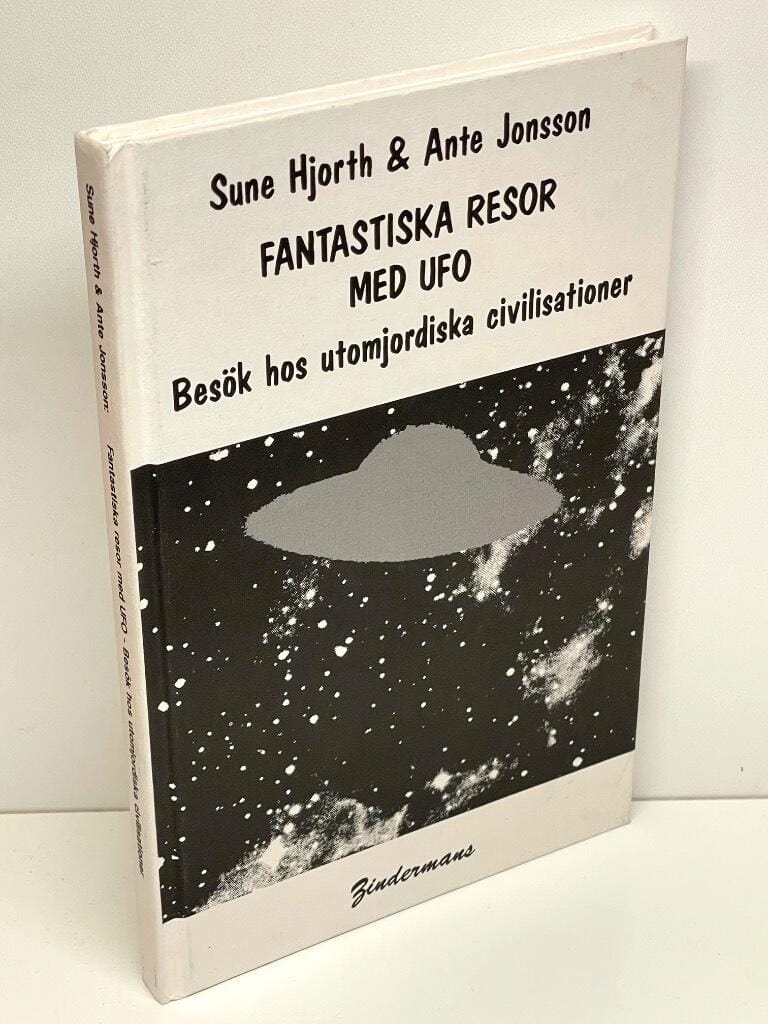 Sune Hjorth & Ante Jonsson
FANTASTISKA RESOR
MED UFO
Besök hos utomjordiska civilisationer
Zindermans
Sune Hjorth & Ante Jonsson: Fantastiska resor med UFO - Besök hos utomjordiska civilisationer